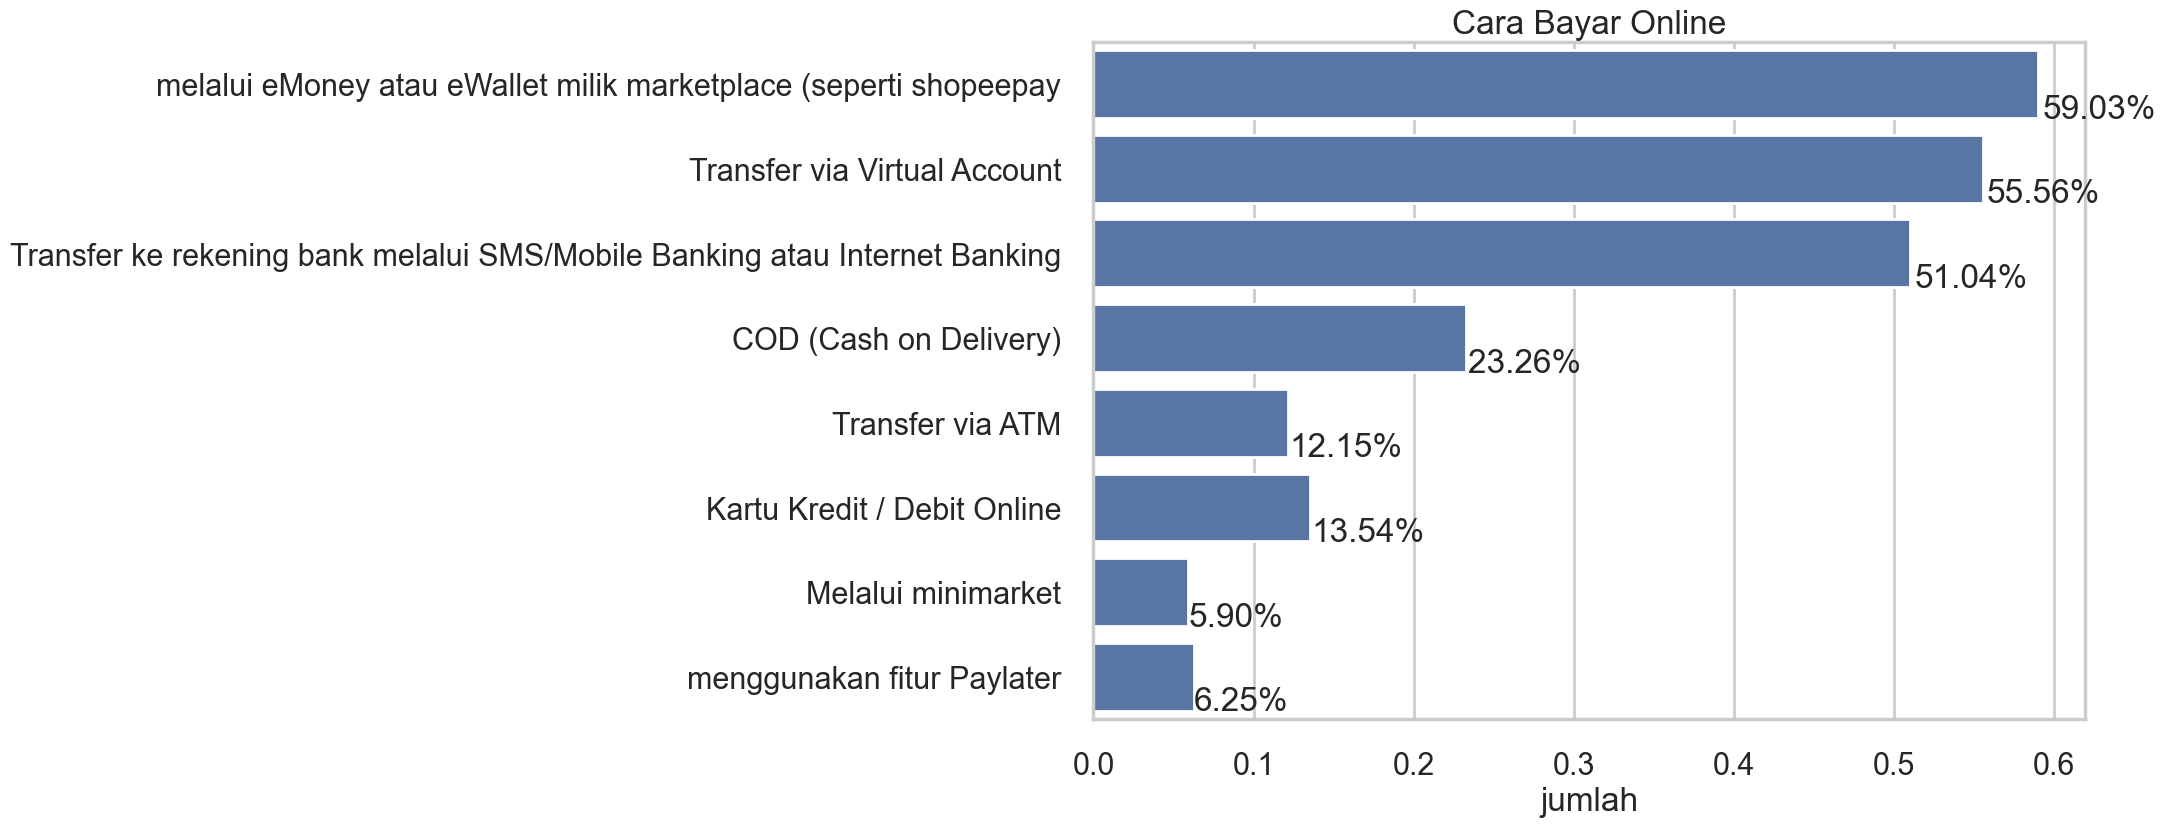 Cara Bayar Online
melalui eMoney atau eWallet milik marketplace (seperti shopeepay
59.03%
Transfer via Virtual Account
55.56%
Transfer ke rekening bank melalui SMS/Mobile Banking atau Internet Banking
51.04%
COD (Cash on Delivery)
23.26%
Transfer via ATM
12.15%
Kartu Kredit / Debit Online
13.54%
Melalui minimarket
5.90%
menggunakan fitur Paylater
6.25%
0.0 0.1 0.2 0.3 0.4 0.5 0.6
jumlah